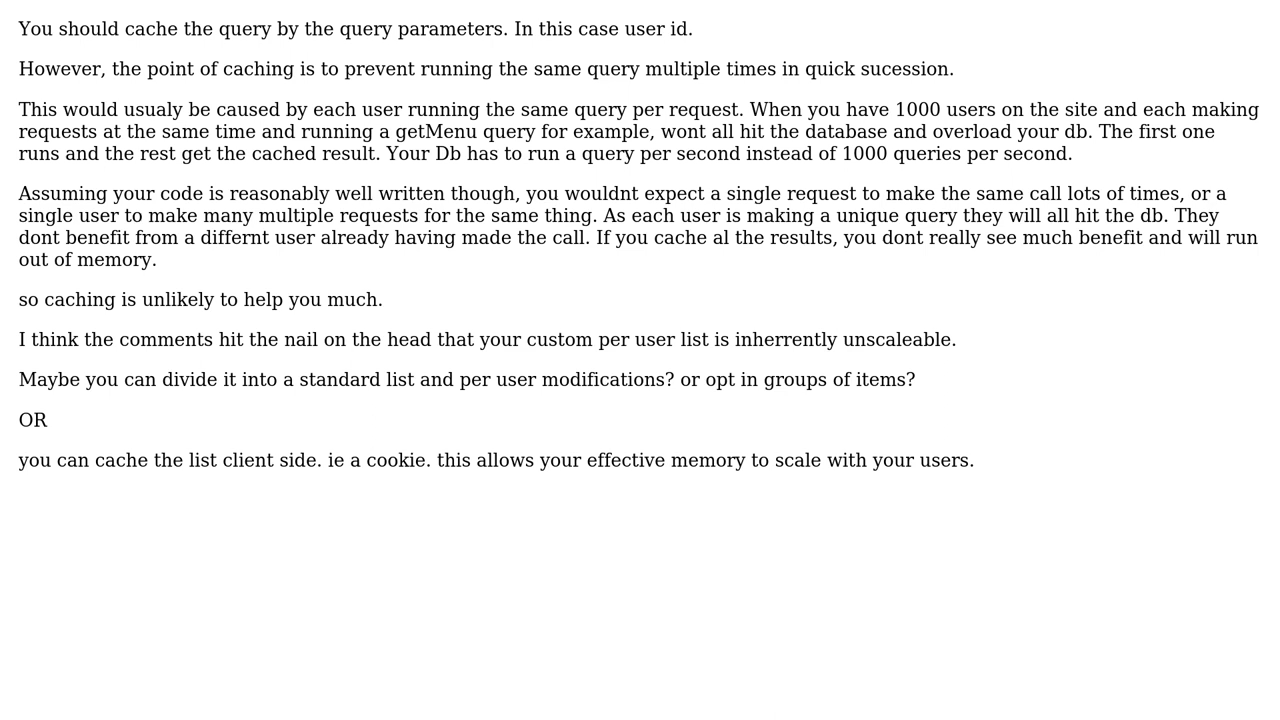 You should cache the query by the query parameters. In this case user id.
However, the point of caching is to prevent running the same query multiple times in quick sucession.
This would usualy be caused by each user running the same query per request. When you have 1000 users on the site and each making
requests at the same time and running a getMenu query for example, wont all hit the database and overload your db. The first one
runs and the rest get the cached result. Your Db has to run a query per second instead of 1000 queries per second.
Assuming your code is reasonably well written though, you wouldnt expect a single request to make the same call lots of times, or a
single user to make many multiple requests for the same thing. As each user is making a unique query they will all hit the db. They
dont benefit from a differnt user already having made the call. If you cache al the results, you dont really see much benefit and will run
out of memory.
so caching is unlikely to help you much.
I think the comments hit the nail on the head that your custom per user list is inherrently unscaleable.
Maybe you can divide it into a standard list and per user modifications? or opt in groups of items?
OR
you can cache the list client side. ie a cookie. this allows your effective memory to scale with your users.